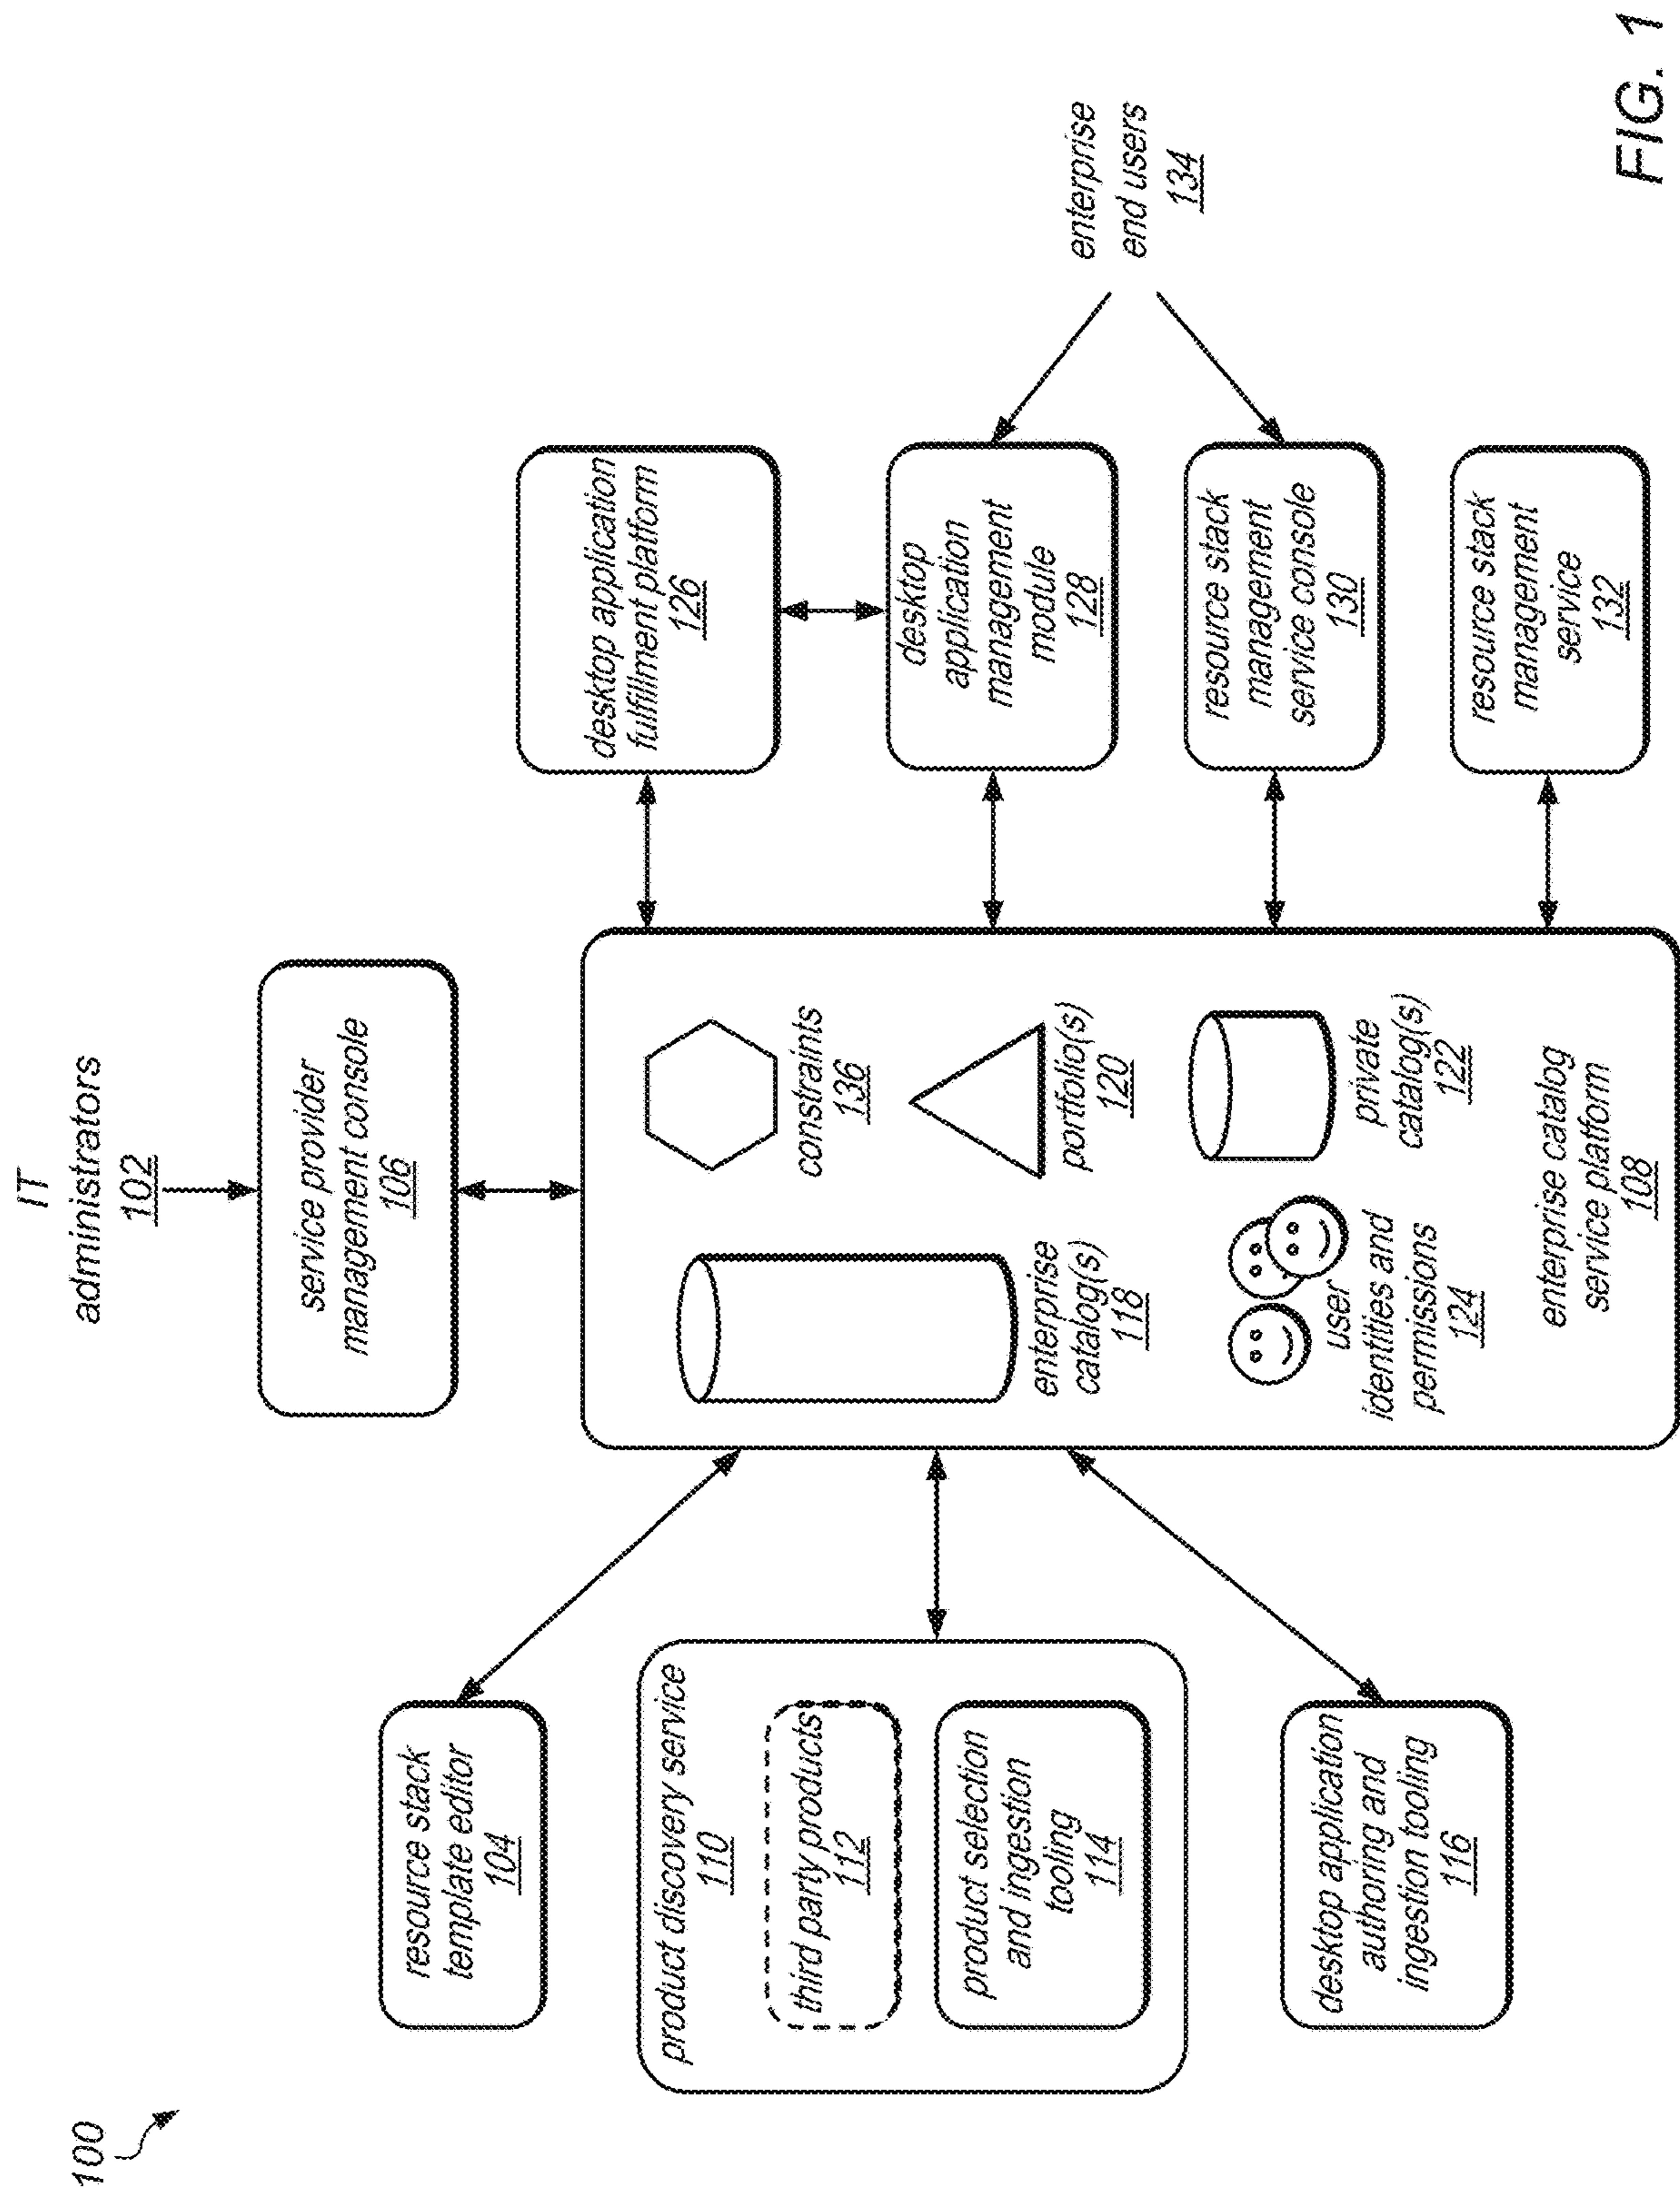 100
IT
administrators
102
service provider
management console
106
resource stack
template editor
104
product discovery service
110
third party products
112
product selection
and ingestion
tooling
114
desktop application
authoring and
ingestion tooling
116
enterprise
catalog(s)
118
constraints
136
portfolio(s)
120
user
identities and
permissions
124
private
catalog(s)
122
enterprise catalog
service platform
108
desktop application
fulfillment platform
126
desktop
application
management
module
128
resource stack
management
service console
130
resource stack
management
service
132
enterprise
end users
134
FIG. 1